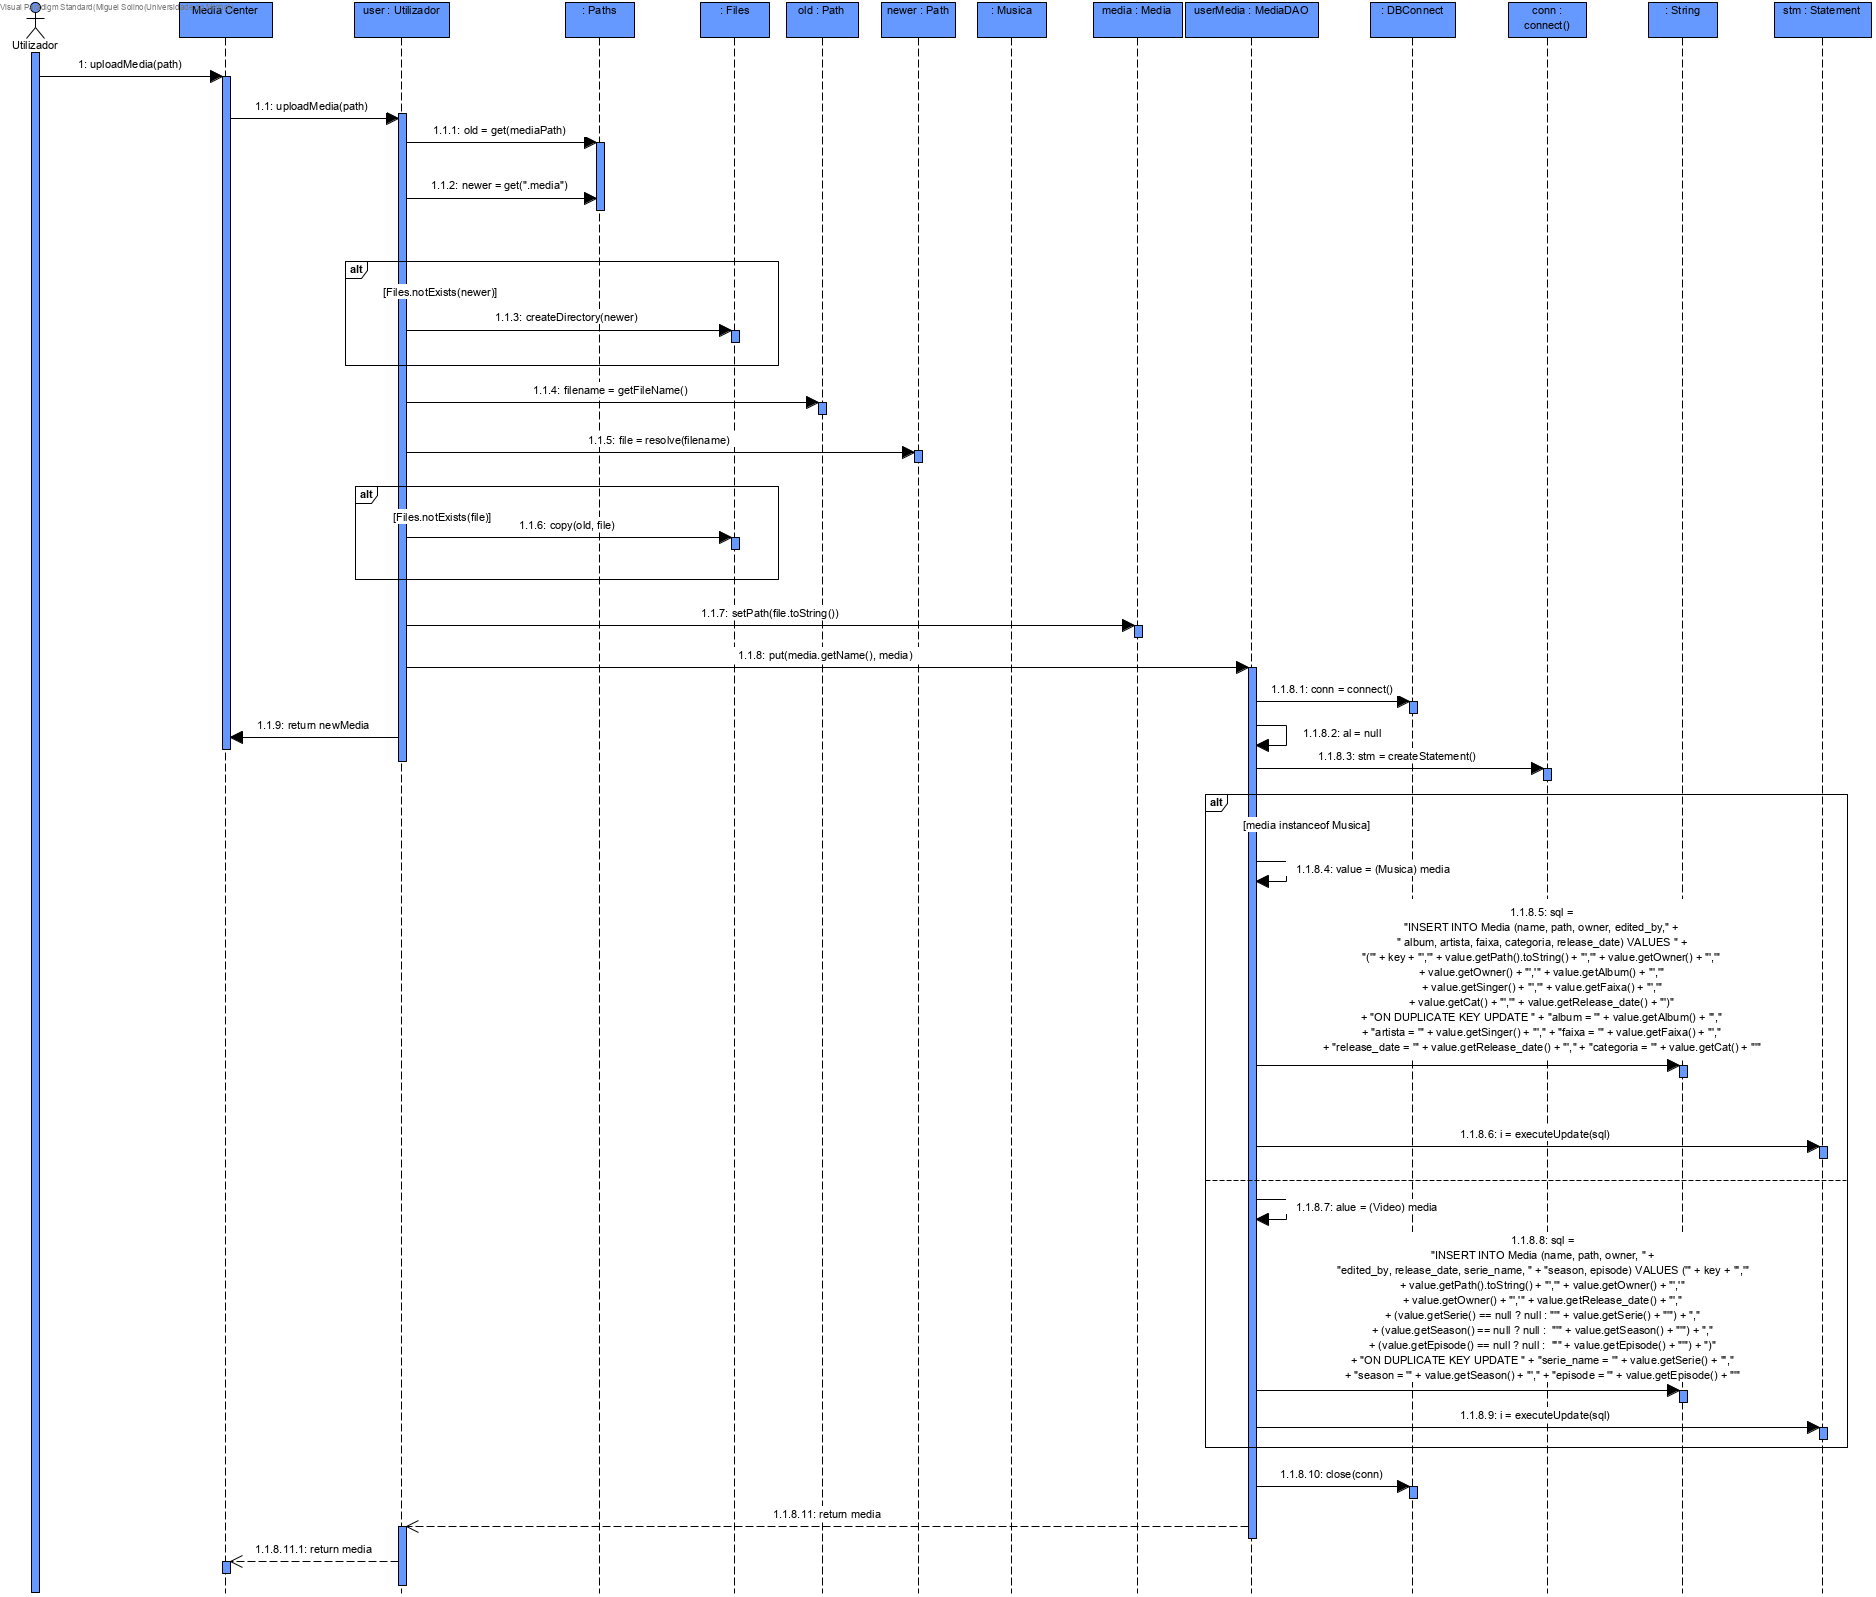 Visual Paradigm Standard(Miguel Solino(Universidade
Utilizador
Media Center
user : Utilizador
: Paths
: Files
old : Path
newer : Path
: Musica
media : Media
userMedia : MediaDAO
: DBConnect
conn :
connect()
: String
stm : Statement
1: uploadMedia(path)
1.1: uploadMedia(path)
1.1.1: old = get(mediaPath)
1.1.2: newer = get(".media")
alt
[Files.notExists(newer)]
1.1.3: createDirectory(newer)
1.1.4: filename = getFileName()
1.1.5: file = resolve(filename)
alt
[Files.notExists(file)]
1.1.6: copy(old, file)
1.1.7: setPath(file.toString())
1.1.8: put(media.getName(), media)
1.1.8.1: conn = connect()
1.1.9: return newMedia
1.1.8.2: al = null
1.1.8.3: stm = createStatement()
alt
[media instanceof Musica]
1.1.8.4: value = (Musica) media
1.1.8.5: sql =
"INSERT INTO Media (name, path, owner, edited_by," +
" album, artista, faixa, categoria, release_date) VALUES " +
"('" + key + "','" + value.getPath().toString() + "','" + value.getOwner() + "','"
+ value.getOwner() + "','" + value.getAlbum() + "','"
+ value.getSinger() + "','" + value.getFaixa() + "','"
+ value.getCat() + "','" + value.getRelease_date() + "')"
+ "ON DUPLICATE KEY UPDATE " + "album = '" + value.getAlbum() + "',"
+ "artista = '" + value.getSinger() + "'," + "faixa = '" + value.getFaixa() + "',"
+ "release_date = '" + value.getRelease_date() + "'," + "categoria = '" + value.getCat() + "'"
1.1.8.6: i = executeUpdate(sql)
1.1.8.7: alue = (Video) media
1.1.8.8: sql =
"INSERT INTO Media (name, path, owner, " +
"edited_by, release_date, serie_name, " + "season, episode) VALUES ('" + key + "','"
+ value.getPath().toString() + "','" + value.getOwner() + "','"
+ value.getOwner() + "','" + value.getRelease_date() + "',"
+ (value.getSerie() == null ? null : "'" + value.getSerie() + "'") + ","
+ (value.getSeason() == null ? null :  "'" + value.getSeason() + "'") + ","
+ (value.getEpisode() == null ? null :  "'" + value.getEpisode() + "'") + ")"
+ "ON DUPLICATE KEY UPDATE " + "serie_name = '" + value.getSerie() + "',"
+ "season = '" + value.getSeason() + "'," + "episode = '" + value.getEpisode() + "'"
1.1.8.9: i = executeUpdate(sql)
1.1.8.10: close(conn)
1.1.8.11: return media
1.1.8.11.1: return media